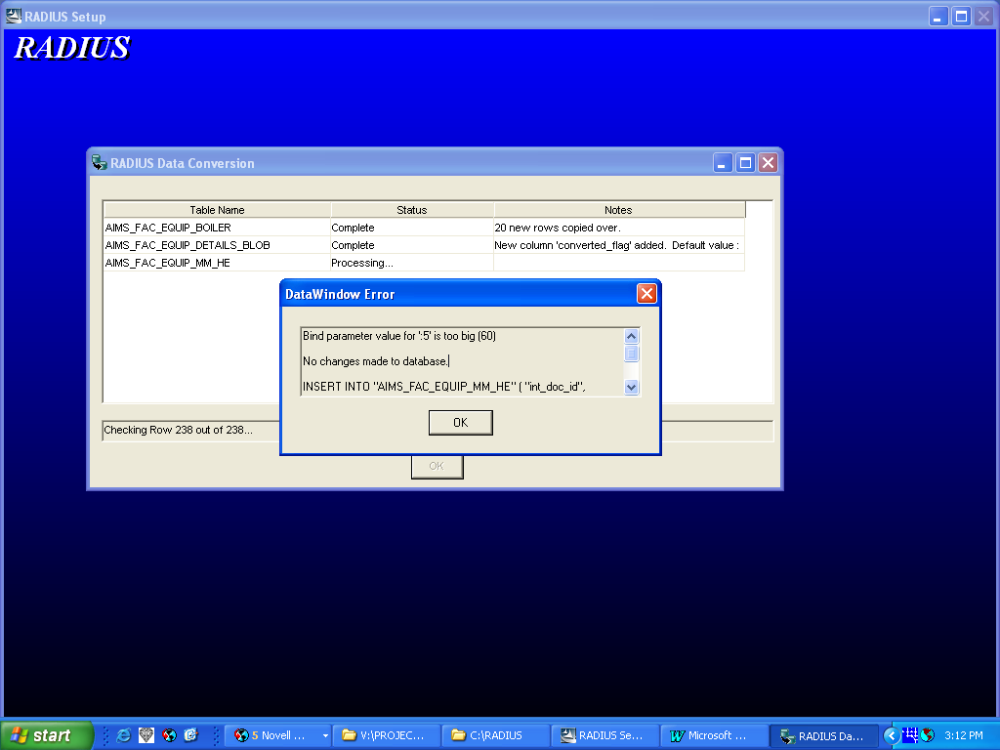 RADIUS Setup
RADIUS
RADIUS Data Conversion
Table Name Status Notes
AIMS_FAC_EQUIP_BOILER Complete 20 new rows copied over.
AIMS_FAC_EQUIP_DETAILS_BLOB Complete New column 'converted_flag' added. Default value :
AIMS_FAC_EQUIP_MM_HE Processing...
DataWindow Error
Bind parameter value for ':5' is too big (60)
No changes made to database.
INSERT INTO "AIMS_FAC_EQUIP_MM_HE" ( "int_doc_id",
OK
Checking Row 238 out of 238...
OK
start 5 Novell ... V:\PROJEC... C:\RADIUS RADIUS Se... Microsoft ... RADIUS Da... 3:12 PM